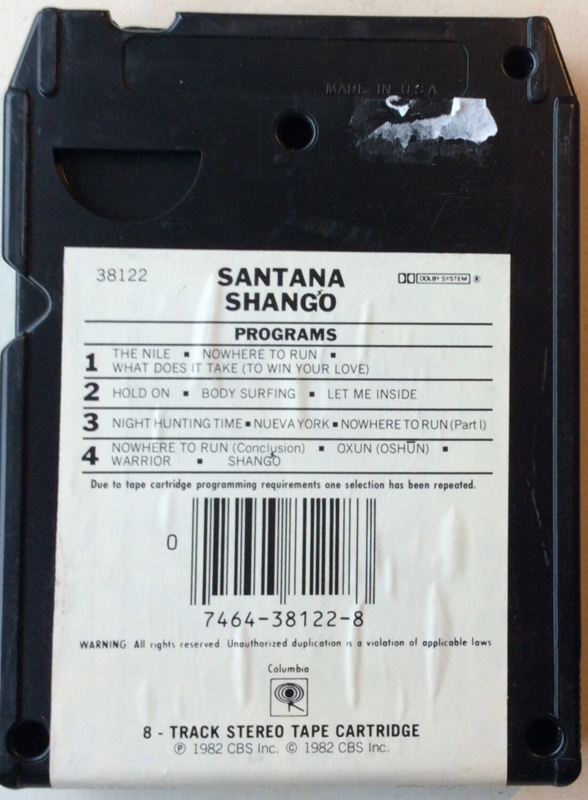 MADE IN U.S.A
38122
SANTANA
SHANGÓ
DOLBY SYSTEM ®
PROGRAMS
1 THE NILE ▪ NOWHERE TO RUN ▪
WHAT DOES IT TAKE (TO WIN YOUR LOVE)
2 HOLD ON ▪ BODY SURFING ▪ LET ME INSIDE
3 NIGHT HUNTING TIME ▪ NUEVA YORK ▪ NOWHERE TO RUN (Part I)
4 NOWHERE TO RUN (Conclusion) ▪ OXUN (OSHŪN) ▪
WARRIOR ▪ SHANGÓ
Due to tape cartridge programming requirements one selection has been repeated.
0
7464-38122-8
WARNING All rights reserved. Unauthorized duplication is a violation of applicable laws
Columbia
8 - TRACK STEREO TAPE CARTRIDGE
℗ 1982 CBS Inc. © 1982 CBS Inc.